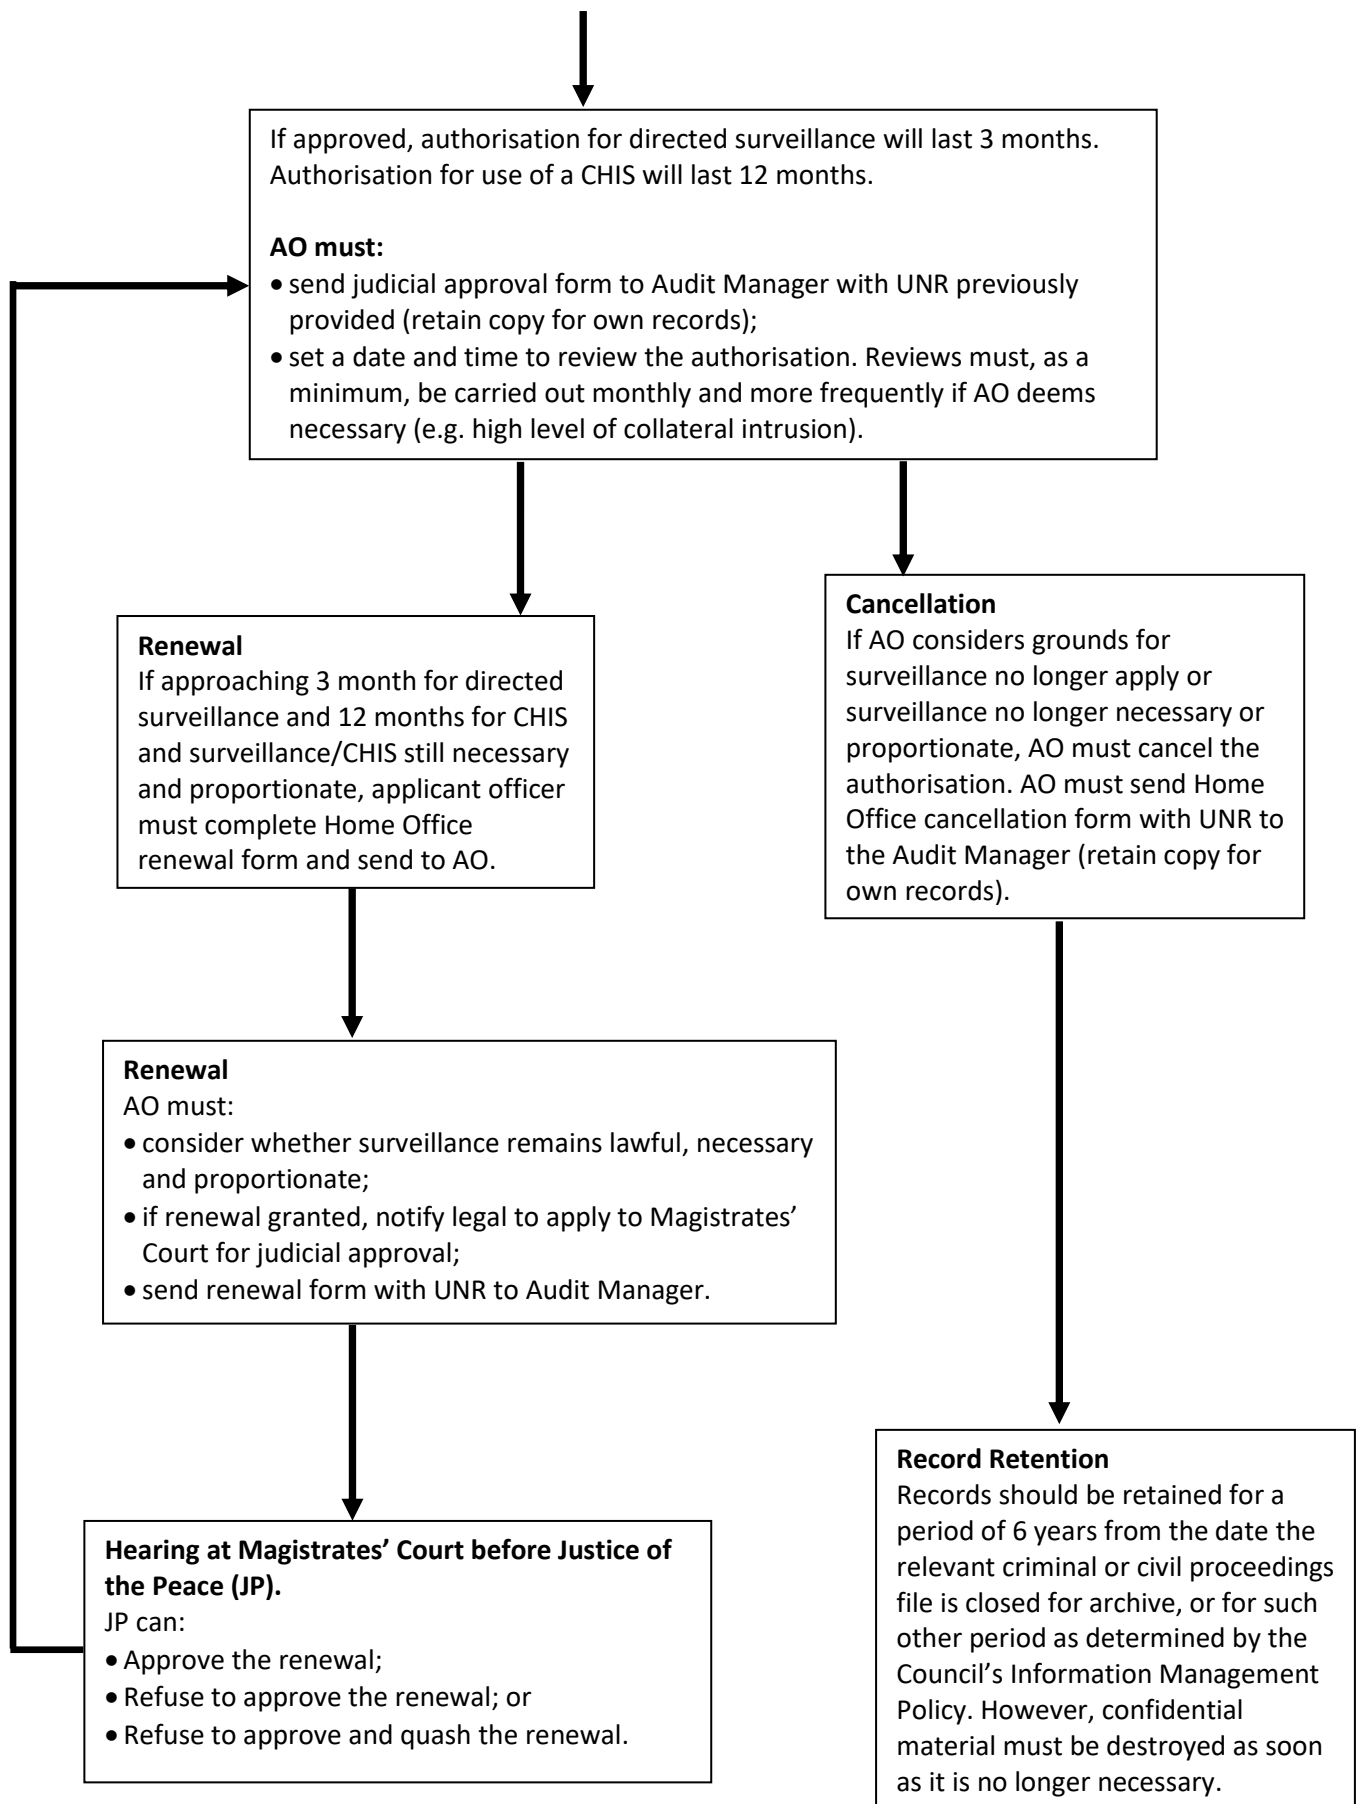 If approved, authorisation for directed surveillance will last 3 months.
Authorisation for use of a CHIS will last 12 months.
AO must:
• send judicial approval form to Audit Manager with UNR previously
provided (retain copy for own records);
• set a date and time to review the authorisation. Reviews must, as a
minimum, be carried out monthly and more frequently if AO deems
necessary (e.g. high level of collateral intrusion).
Renewal
If approaching 3 month for directed
surveillance and 12 months for CHIS
and surveillance/CHIS still necessary
and proportionate, applicant officer
must complete Home Office
renewal form and send to AO.
Cancellation
If AO considers grounds for
surveillance no longer apply or
surveillance no longer necessary or
proportionate, AO must cancel the
authorisation. AO must send Home
Office cancellation form with UNR to
the Audit Manager (retain copy for
own records).
Renewal
AO must:
• consider whether surveillance remains lawful, necessary
and proportionate;
• if renewal granted, notify legal to apply to Magistrates’
Court for judicial approval;
• send renewal form with UNR to Audit Manager.
Hearing at Magistrates’ Court before Justice of
the Peace (JP).
JP can:
• Approve the renewal;
• Refuse to approve the renewal; or
• Refuse to approve and quash the renewal.
Record Retention
Records should be retained for a
period of 6 years from the date the
relevant criminal or civil proceedings
file is closed for archive, or for such
other period as determined by the
Council’s Information Management
Policy. However, confidential
material must be destroyed as soon
as it is no longer necessary.